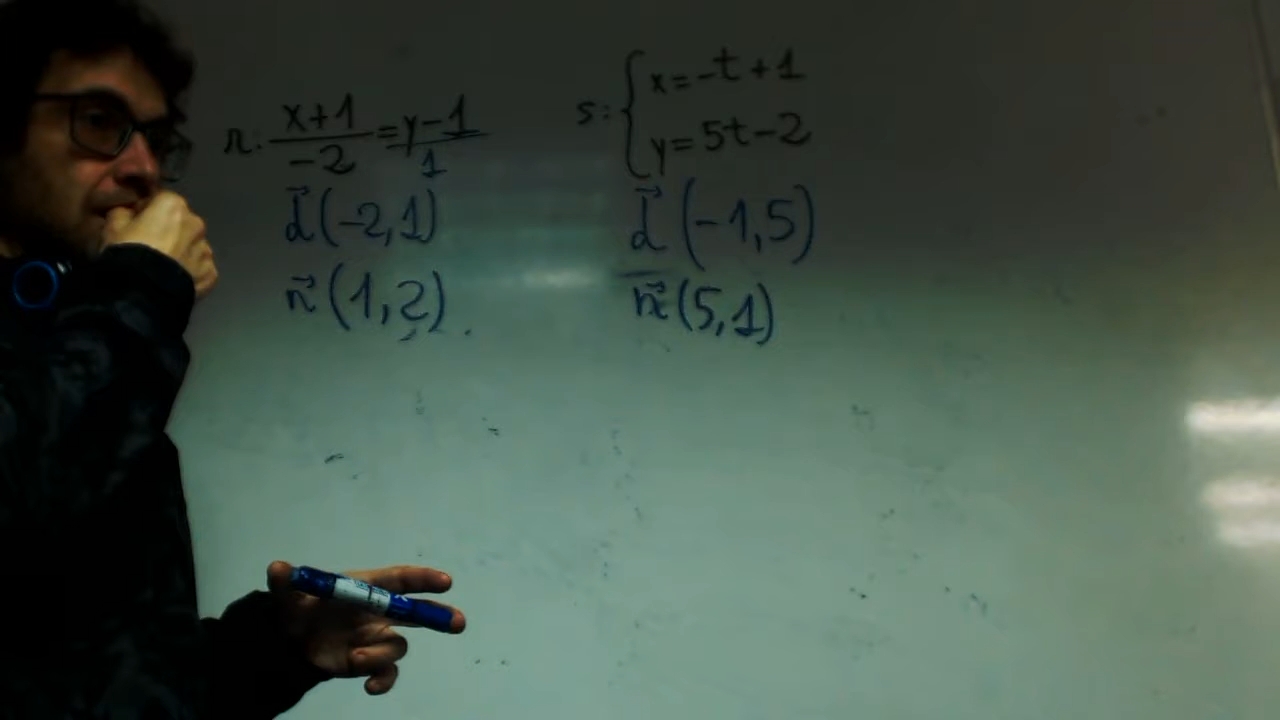 r: x+1/-2 = y-1/1
d⃗(-2,1)
n⃗(1,2)
s: { x=-t+1
y=5t-2
d⃗(-1,5)
n⃗(5,1)